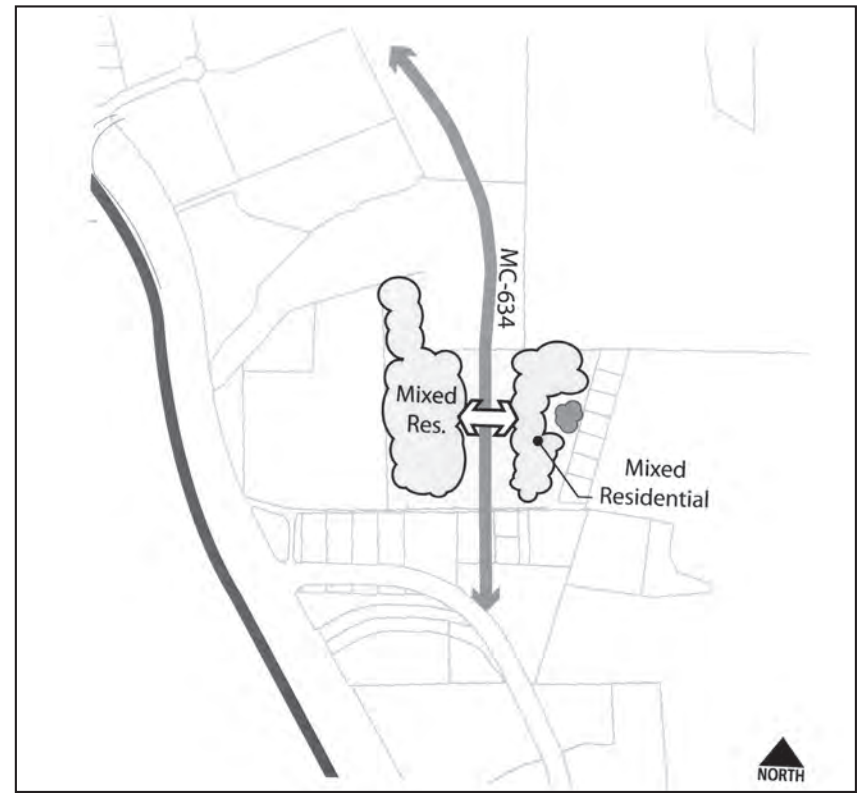 MC-634
Mixed
Res.
Mixed
Residential
NORTH